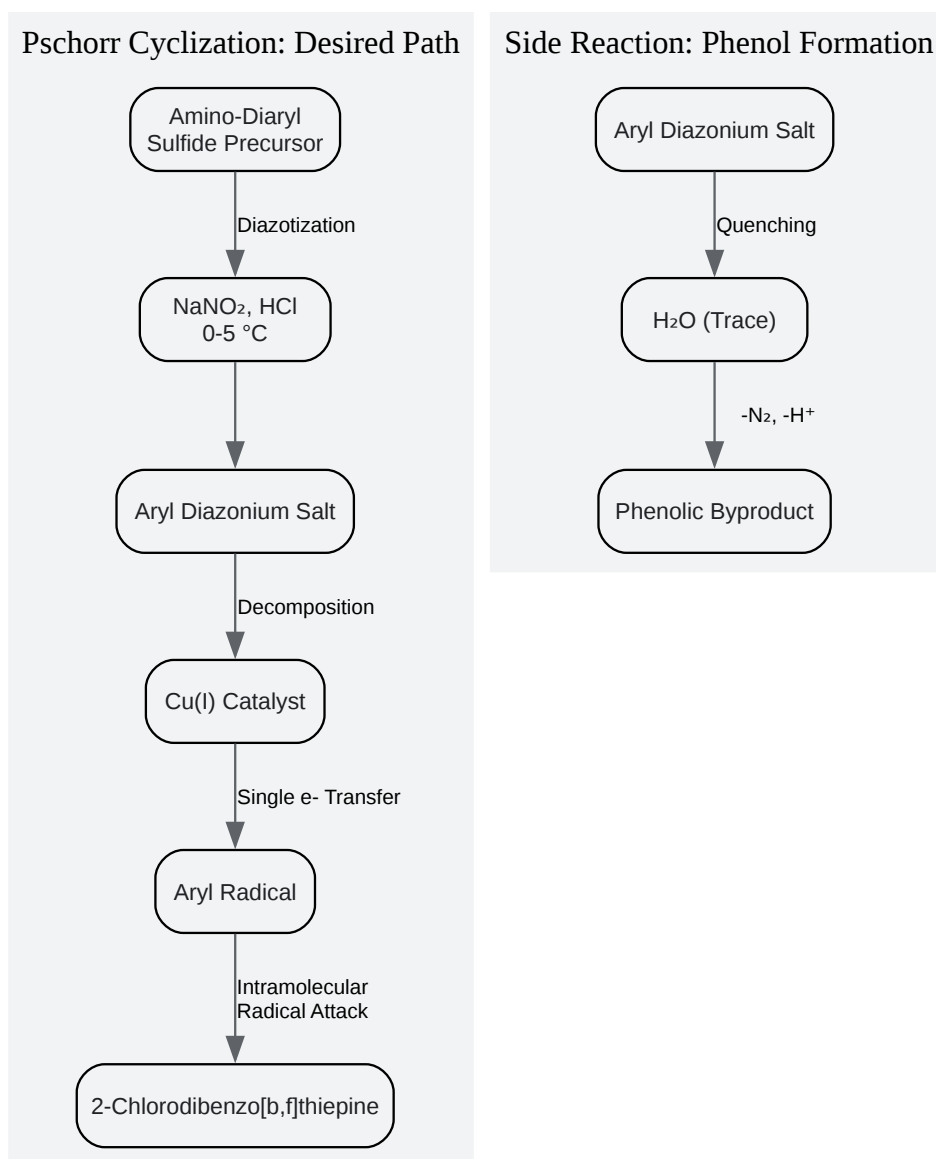 Pschorr Cyclization: Desired Path
Amino-Diaryl
Sulfide Precursor
Diazotization
NaNO₂, HCl
0-5 °C
Aryl Diazonium Salt
Decomposition
Cu(I) Catalyst
Single e- Transfer
Aryl Radical
Intramolecular
Radical Attack
2-Chlorodibenzo[b,f]thiepine
Side Reaction: Phenol Formation
Aryl Diazonium Salt
Quenching
H₂O (Trace)
-N₂, -H⁺
Phenolic Byproduct